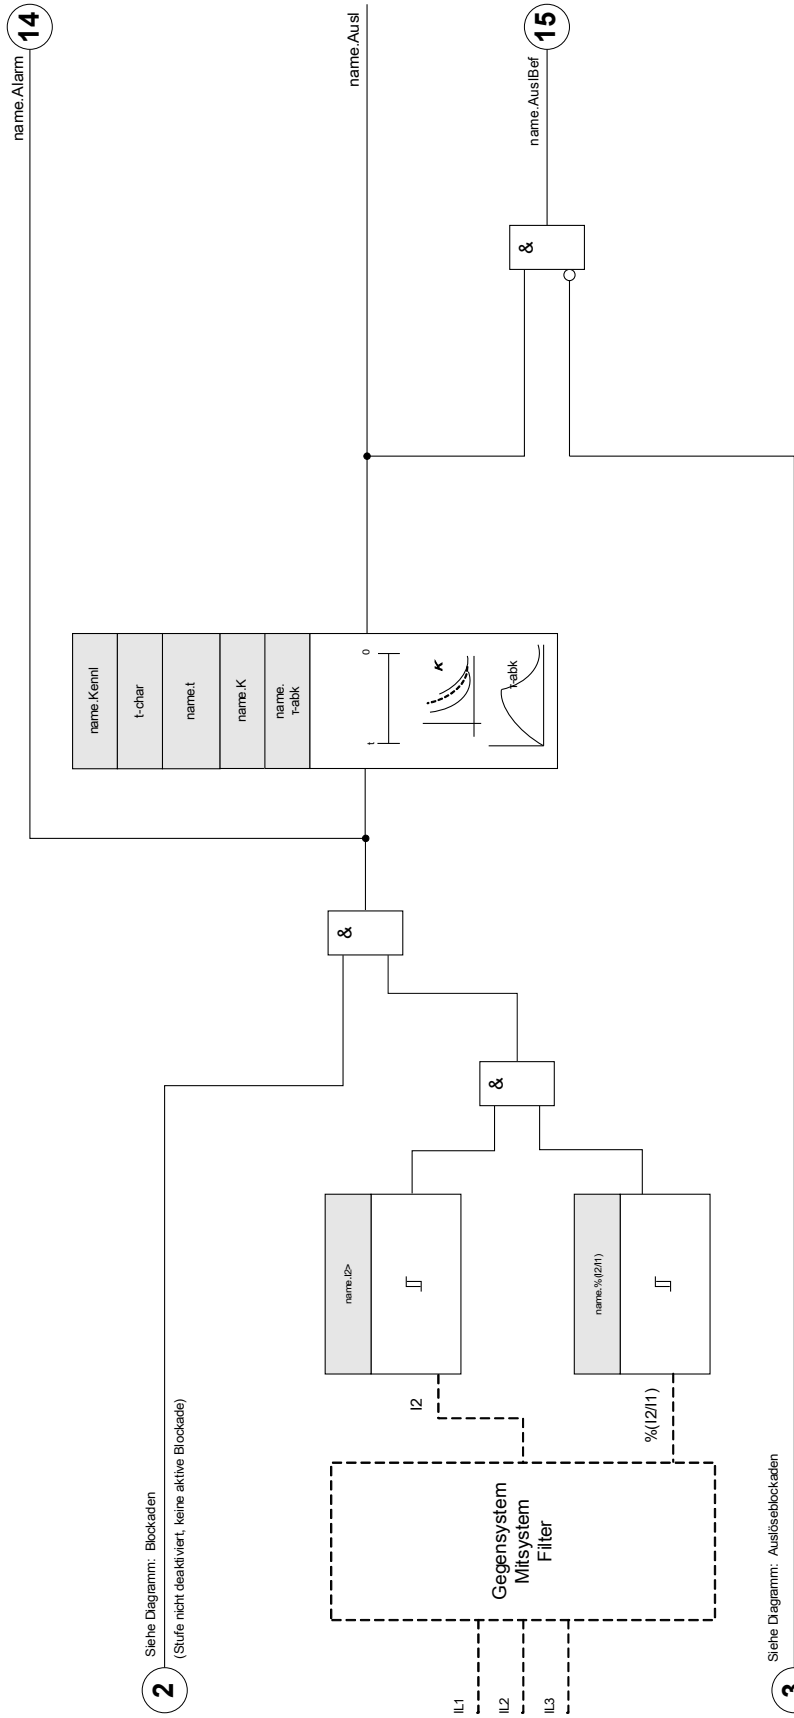 14
name.Alarm
name.Ausl
15
name.AuslBef
&
name.Kennl
t-char
name.t
name.K
name.
τ-abk
t
0
K
τ-abk
&
&
name.I2>
name.%(I2/I1)
I2
%(I2/I1)
Gegensystem
Mitsystem
Filter
IL1
IL2
IL3
2
Siehe Diagramm: Blockaden
(Stufe nicht deaktiviert, keine aktive Blockade)
3
Siehe Diagramm: Auslöseblockaden